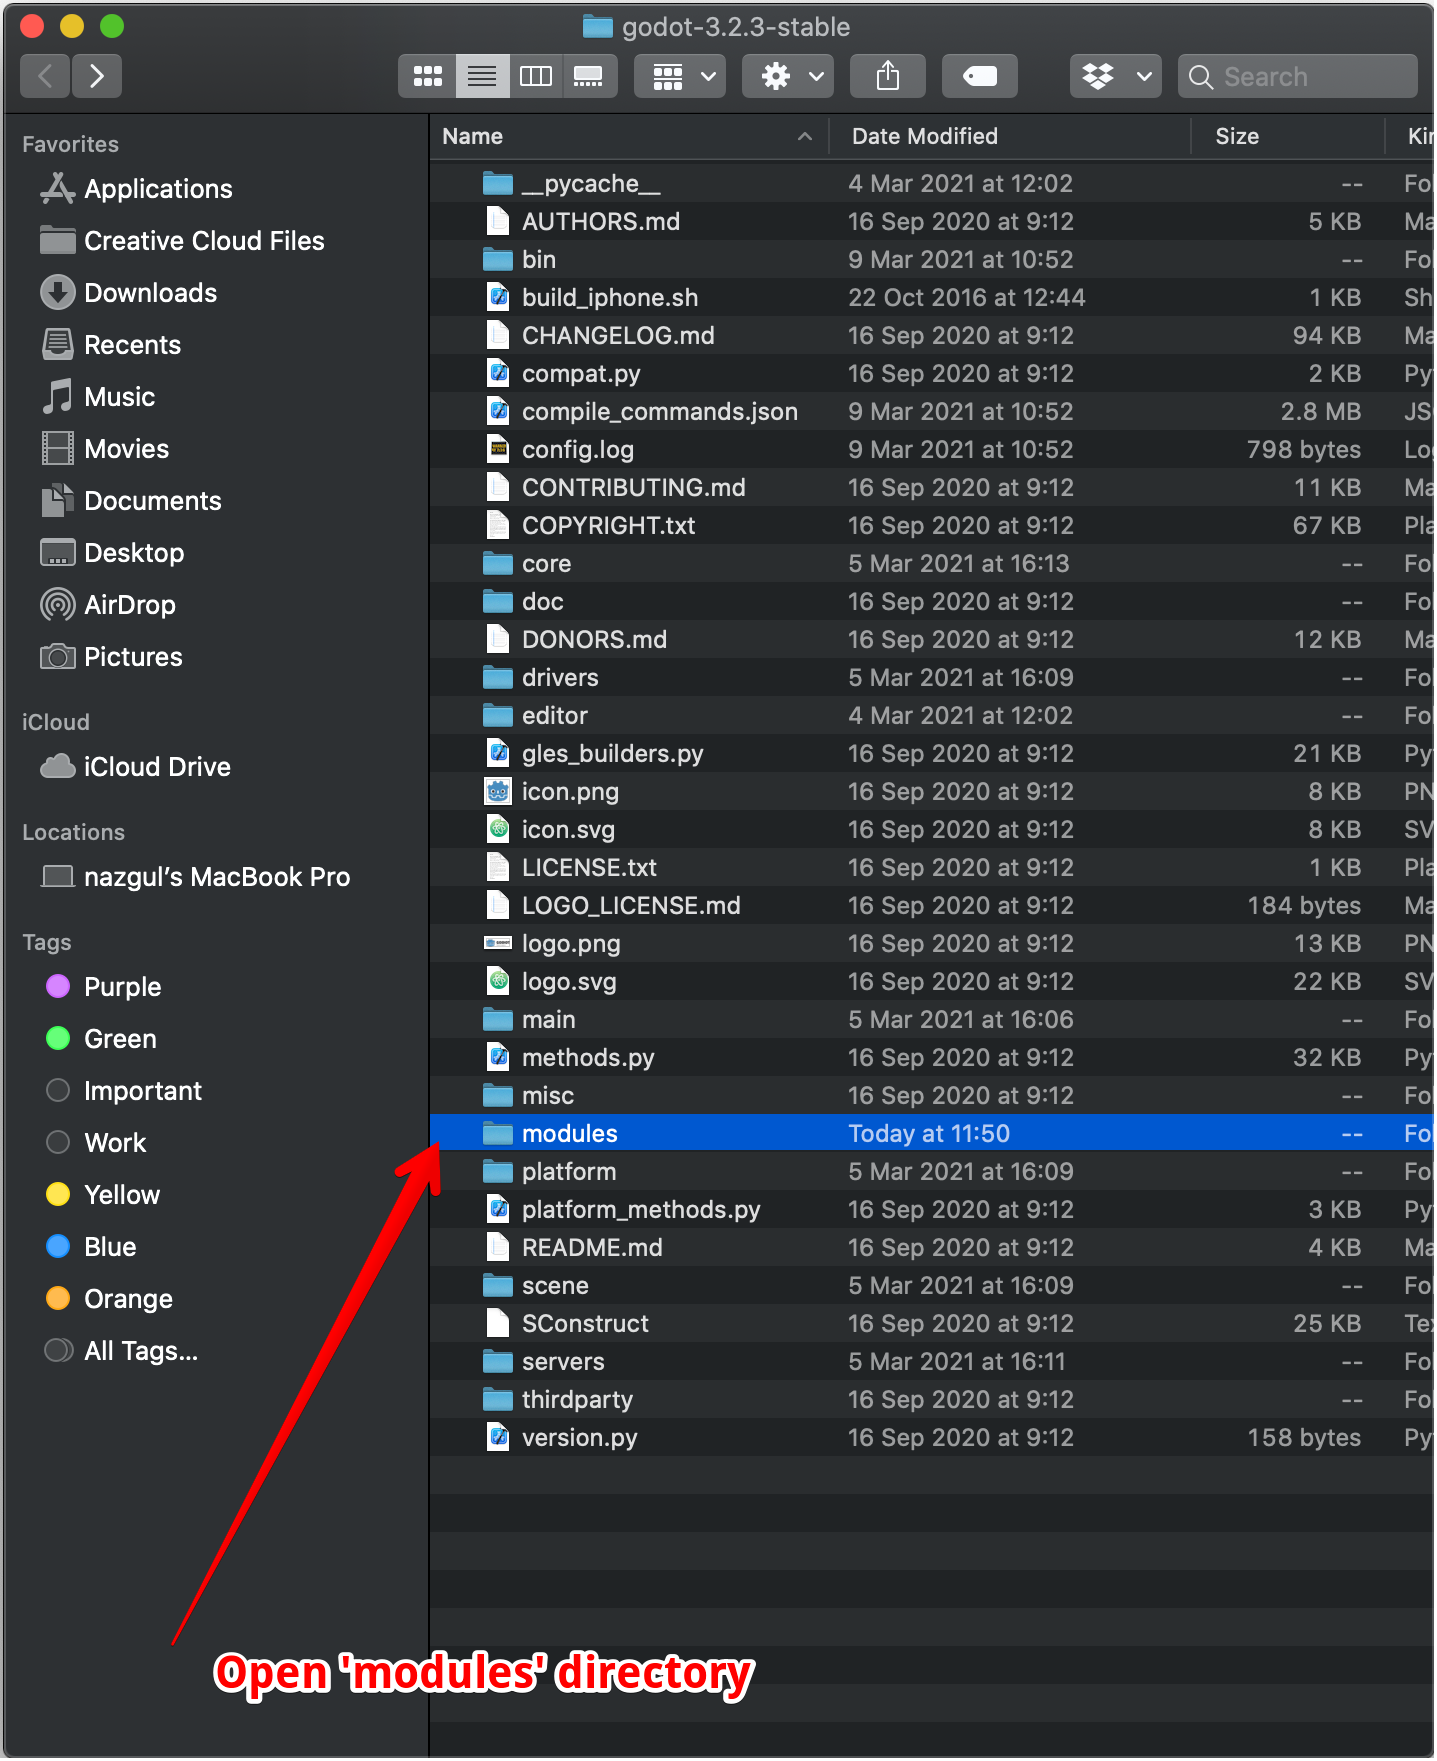 godot-3.2.3-stable
Search
Favorites
Applications
Creative Cloud Files
Downloads
Recents
Music
Movies
Documents
Desktop
AirDrop
Pictures
iCloud
iCloud Drive
Locations
nazgul’s MacBook Pro
Tags
Purple
Green
Important
Work
Yellow
Blue
Orange
All Tags...
Name Date Modified Size Kin
__pycache__ 4 Mar 2021 at 12:02 -- Fol
AUTHORS.md 16 Sep 2020 at 9:12 5 KB Ma
bin 9 Mar 2021 at 10:52 -- Fol
build_iphone.sh 22 Oct 2016 at 12:44 1 KB Sh
CHANGELOG.md 16 Sep 2020 at 9:12 94 KB Ma
compat.py 16 Sep 2020 at 9:12 2 KB Py
compile_commands.json 9 Mar 2021 at 10:52 2.8 MB JS
config.log 9 Mar 2021 at 10:52 798 bytes Log
CONTRIBUTING.md 16 Sep 2020 at 9:12 11 KB Ma
COPYRIGHT.txt 16 Sep 2020 at 9:12 67 KB Pla
core 5 Mar 2021 at 16:13 -- Fol
doc 16 Sep 2020 at 9:12 -- Fol
DONORS.md 16 Sep 2020 at 9:12 12 KB Ma
drivers 5 Mar 2021 at 16:09 -- Fol
editor 4 Mar 2021 at 12:02 -- Fol
gles_builders.py 16 Sep 2020 at 9:12 21 KB Py
icon.png 16 Sep 2020 at 9:12 8 KB PN
icon.svg 16 Sep 2020 at 9:12 8 KB SV
LICENSE.txt 16 Sep 2020 at 9:12 1 KB Pla
LOGO_LICENSE.md 16 Sep 2020 at 9:12 184 bytes Ma
logo.png 16 Sep 2020 at 9:12 13 KB PN
logo.svg 16 Sep 2020 at 9:12 22 KB SV
main 5 Mar 2021 at 16:06 -- Fol
methods.py 16 Sep 2020 at 9:12 32 KB Py
misc 16 Sep 2020 at 9:12 -- Fol
modules Today at 11:50 -- Fol
platform 5 Mar 2021 at 16:09 -- Fol
platform_methods.py 16 Sep 2020 at 9:12 3 KB Py
README.md 16 Sep 2020 at 9:12 4 KB Ma
scene 5 Mar 2021 at 16:09 -- Fol
SConstruct 16 Sep 2020 at 9:12 25 KB Tex
servers 5 Mar 2021 at 16:11 -- Fol
thirdparty 16 Sep 2020 at 9:12 -- Fol
version.py 16 Sep 2020 at 9:12 158 bytes Py
Open 'modules' directory